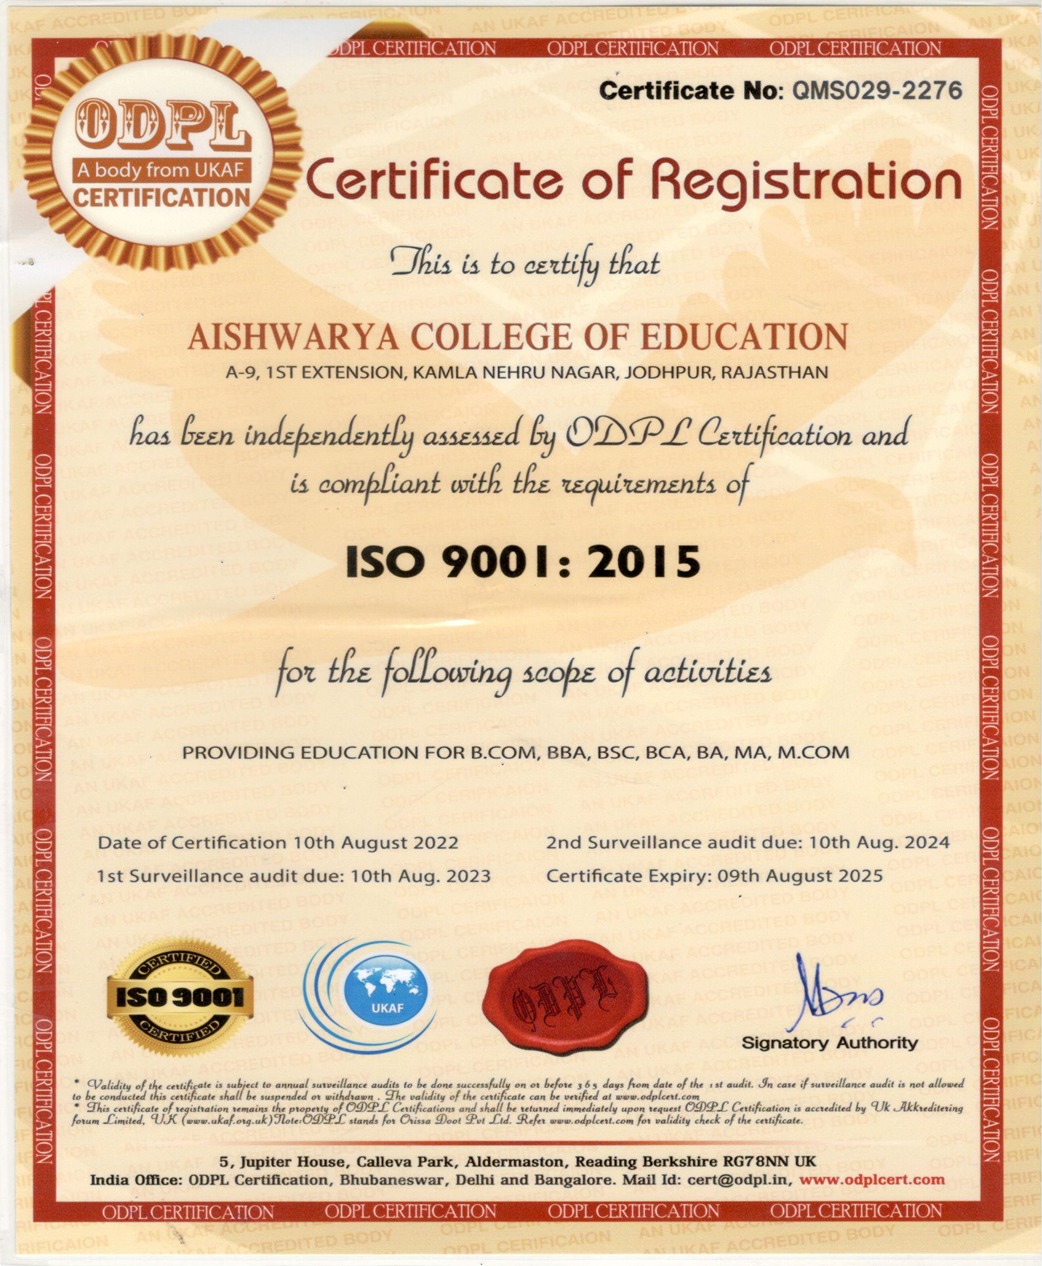 ODPL CERTIFICATION ODPL CERTIFICATION ODPL CERTIFICATION
Certificate No: QMS029-2276
ODPL
A body from UKAF
CERTIFICATION
Certificate of Registration
This is to certify that
AISHWARYA COLLEGE OF EDUCATION
A-9, 1ST EXTENSION, KAMLA NEHRU NAGAR, JODHPUR, RAJASTHAN
has been independently assessed by ODPL Certification and
is compliant with the requirements of
ISO 9001: 2015
for the following scope of activities
PROVIDING EDUCATION FOR B.COM, BBA, BSC, BCA, BA, MA, M.COM
Date of Certification 10th August 2022
2nd Surveillance audit due: 10th Aug. 2024
1st Surveillance audit due: 10th Aug. 2023
Certificate Expiry: 09th August 2025
CERTIFIED
ISO 9001
CERTIFIED
UKAF
ODPL
Signatory Authority
* Validity of the certificate is subject to annual surveillance audits to be done successfully on or before 365 days from date of the 1st audit. In case if surveillance audit is not allowed
to be conducted this certificate shall be suspended or withdrawn . The validity of the certificate can be verified at www.odplcert.com
* This certificate of registration remains the property of ODPL Certifications and shall be returned immediately upon request ODPL Certification is accredited by Uk Akkreditering
forum Limited, UK (www.ukaf.org.uk)Note:ODPL stands for Orissa Doot Pvt Ltd. Refer www.odplcert.com for validity check of the certificate.
5, Jupiter House, Calleva Park, Aldermaston, Reading Berkshire RG78NN UK
India Office: ODPL Certification, Bhubaneswar, Delhi and Bangalore. Mail Id: cert@odpl.in, www.odplcert.com
ODPL CERTIFICATION ODPL CERTIFICATION ODPL CERTIFICATION ODPL CERTIFICATION